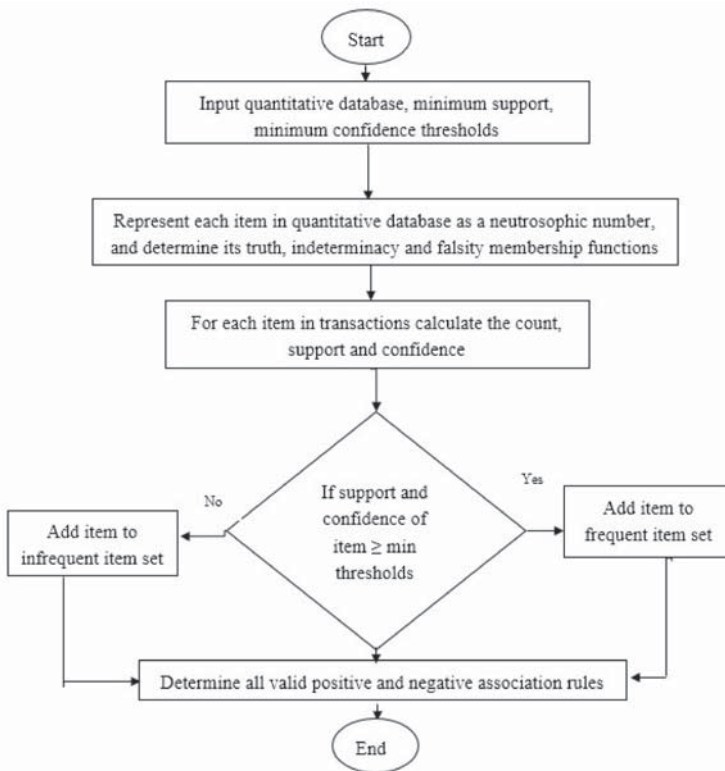 Start
Input quantitative database, minimum support,
minimum confidence thresholds
Represent each item in quantitative database as a neutrosophic number,
and determine its truth, indeterminacy and falsity membership functions
For each item in transactions calculate the count,
support and confidence
If support and
confidence of
item ≥ min
thresholds
No
Yes
Add item to
infrequent item set
Add item to
frequent item set
Determine all valid positive and negative association rules
End